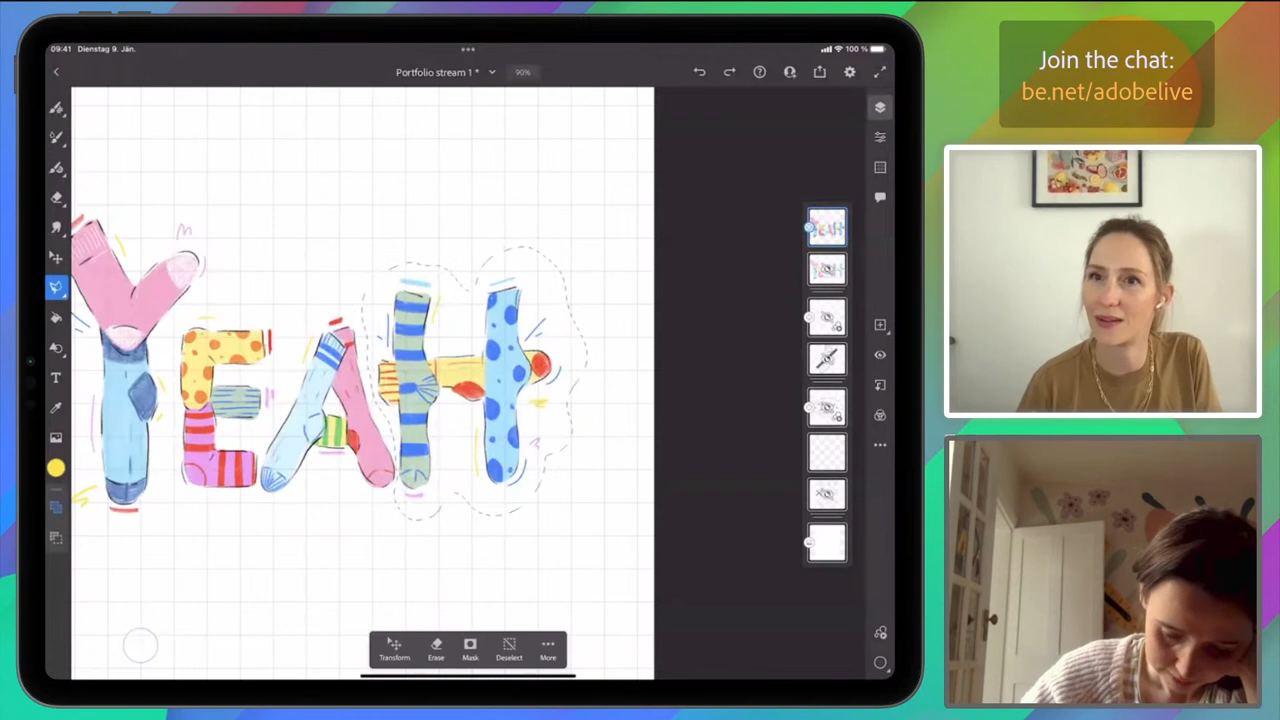 09:41 Dienstag 9. Jän.
100 %
Portfolio stream 1 *
90%
Join the chat:
be.net/adobelive
YEAH
T
Transform
Erase
Mask
Deselect
More